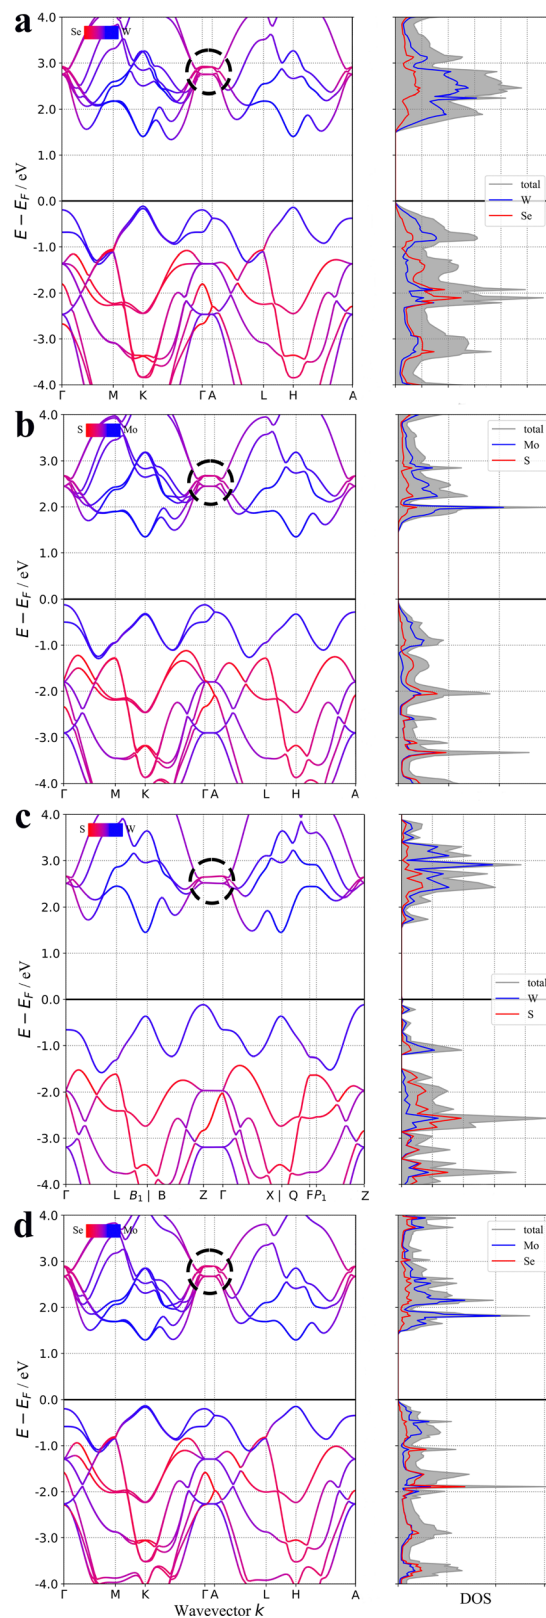 a
Se W
4.0
3.0
2.0
1.0
0.0
-1.0
-2.0
-3.0
-4.0
E − E_F / eV
Γ M K Γ A L H A
total
W
Se
b
S Mo
4.0
3.0
2.0
1.0
0.0
-1.0
-2.0
-3.0
-4.0
E − E_F / eV
Γ M K Γ A L H A
total
Mo
S
c
S W
4.0
3.0
2.0
1.0
0.0
-1.0
-2.0
-3.0
-4.0
E − E_F / eV
Γ L B₁ | B Z Γ X | Q F P₁ Z
total
W
S
d
Se Mo
4.0
3.0
2.0
1.0
0.0
-1.0
-2.0
-3.0
-4.0
E − E_F / eV
Γ M K Γ A L H A
Wavevector k
total
Mo
Se
DOS